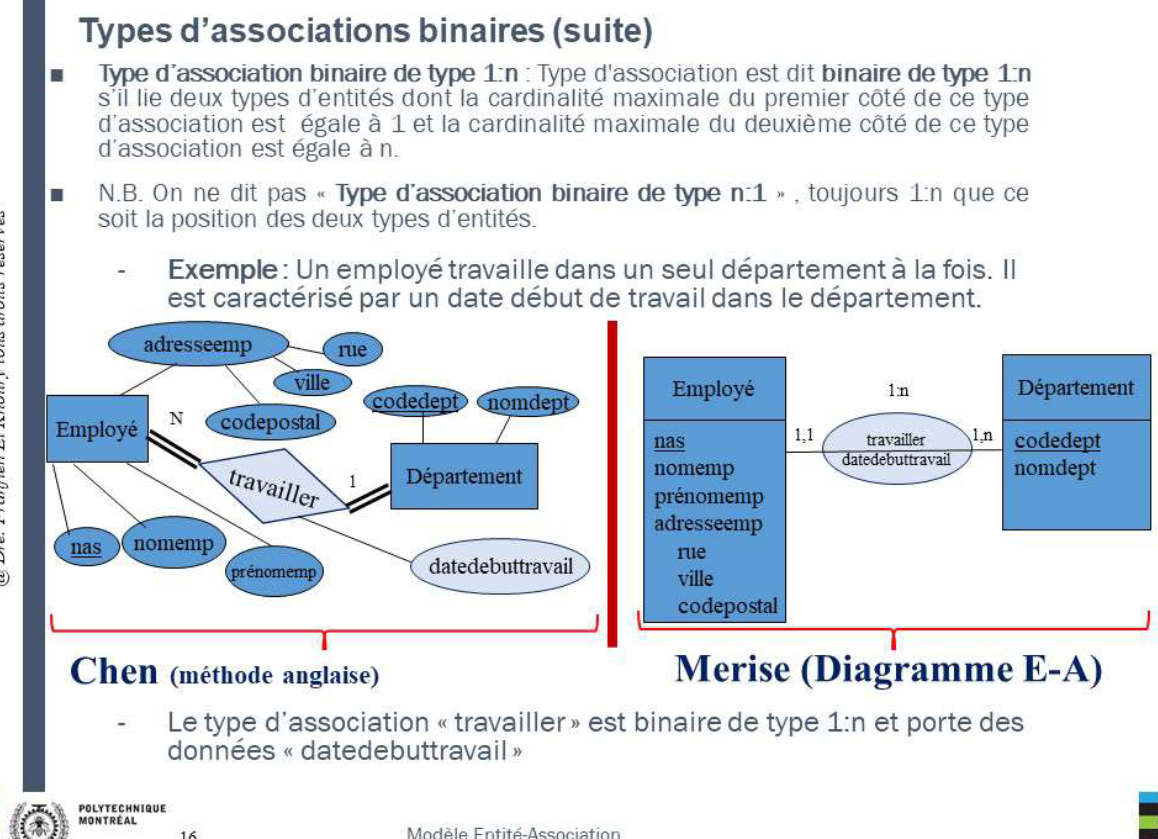 Types d'associations binaires (suite)
■ Type d'association binaire de type 1:n : Type d'association est dit binaire de type 1:n
s'il lie deux types d'entités dont la cardinalité maximale du premier côté de ce type
d'association est égale à 1 et la cardinalité maximale du deuxième côté de ce type
d'association est égale à n.
■ N.B. On ne dit pas « Type d'association binaire de type n:1 » , toujours 1:n que ce
soit la position des deux types d'entités.
- Exemple : Un employé travaille dans un seul département à la fois. Il
est caractérisé par un date début de travail dans le département.
adresseemp
rue
ville
codepostal
Employé
N
codedept
nomdept
travailler
1
Département
nas
nomemp
prénomemp
datedebuttravail
Chen (méthode anglaise)
Employé
nas
nomemp
prénomemp
adresseemp
rue
ville
codepostal
1,1
1:n
travailler
datedebuttravail
1,n
Département
codedept
nomdept
Merise (Diagramme E-A)
- Le type d'association « travailler » est binaire de type 1:n et porte des
données « datedebuttravail »
POLYTECHNIQUE
MONTRÉAL
16
Modèle Entité-Association